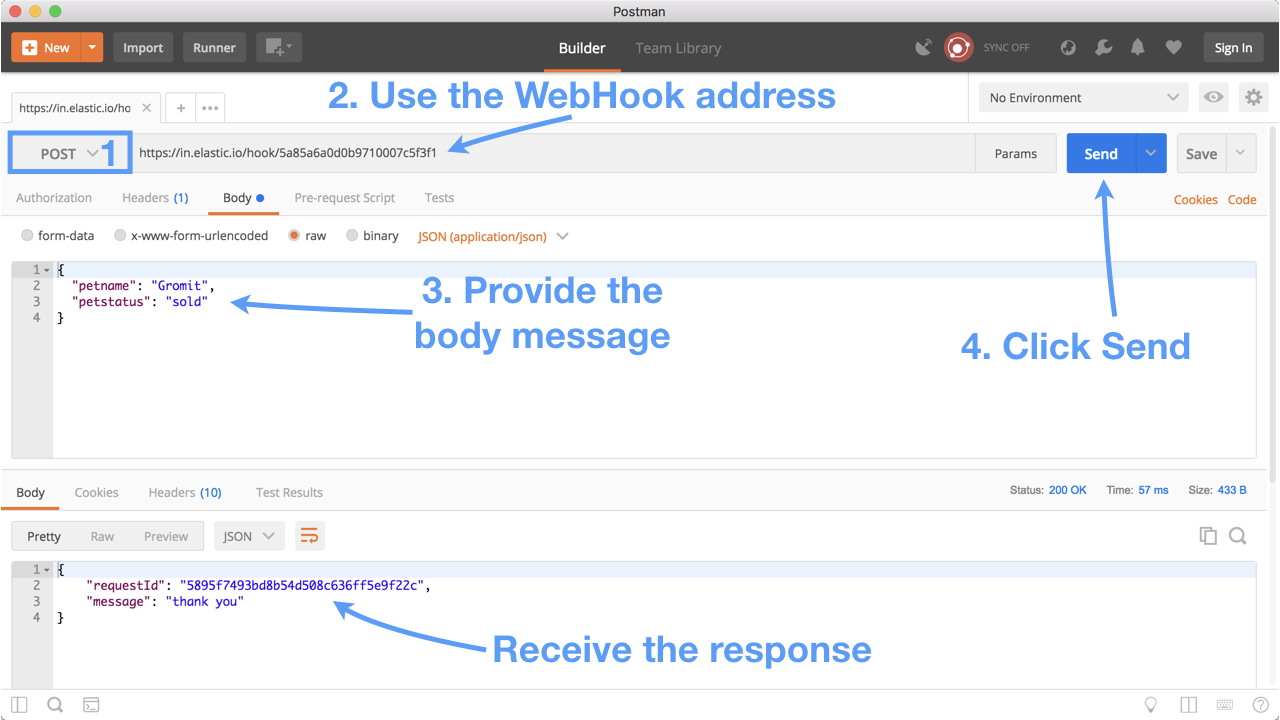 Postman
New Import Runner Builder Team Library SYNC OFF Sign In
https://in.elastic.io/ho No Environment
2. Use the WebHook address
POST 1 https://in.elastic.io/hook/5a85a6a0d0b9710007c5f3f1 Params Send Save
Authorization Headers (1) Body Pre-request Script Tests Cookies Code
form-data x-www-form-urlencoded raw binary JSON (application/json)
1 {
2 "petname": "Gromit",
3 "petstatus": "sold"
4 }
3. Provide the
body message
4. Click Send
Body Cookies Headers (10) Test Results Status: 200 OK Time: 57 ms Size: 433 B
Pretty Raw Preview JSON
1 {
2 "requestId": "5895f7493bd8b54d508c636ff5e9f22c",
3 "message": "thank you"
4 }
Receive the response